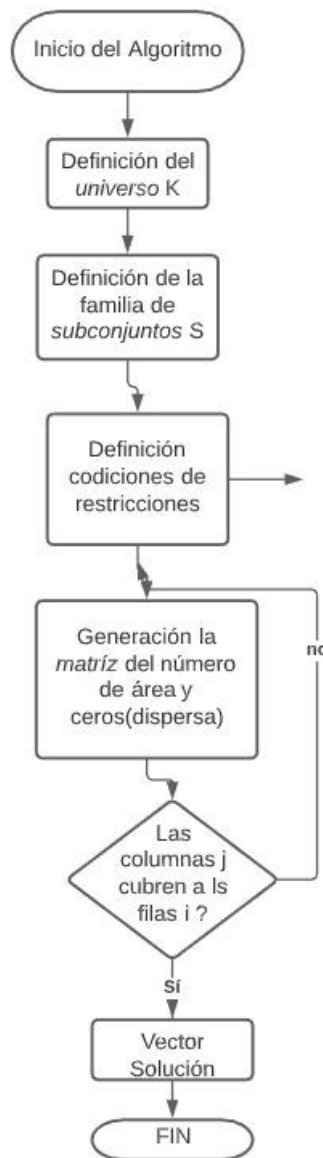 Inicio del Algoritmo
Definición del
universo K
Definición de la
familia de
subconjuntos S
Definición
codiciones de
restricciones
Generación la
matríz del número
de área y
ceros(dispersa)
no
Las
columnas j
cubren a ls
filas i ?
Sí
Vector
Solución
FIN